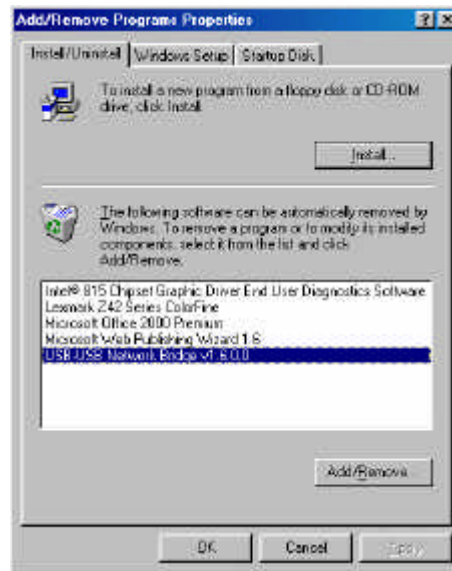 Add/Remove Programs Properties
Install/Uninstall Windows Setup Startup Disk
To install a new program from a floppy disk or CD-ROM
drive, click Install.
Install...
The following software can be automatically removed by
Windows. To remove a program or to modify its installed
components, select it from the list and click
Add/Remove.
Intel® 815 Chipset Graphic Driver End User Diagnostics Software
Lexmark Z42 Series ColorFine
Microsoft Office 2000 Premium
Microsoft Web Publishing Wizard 1.6
USB-USB Network Bridge v1.6.0.0
Add/Remove...
OK Cancel Apply